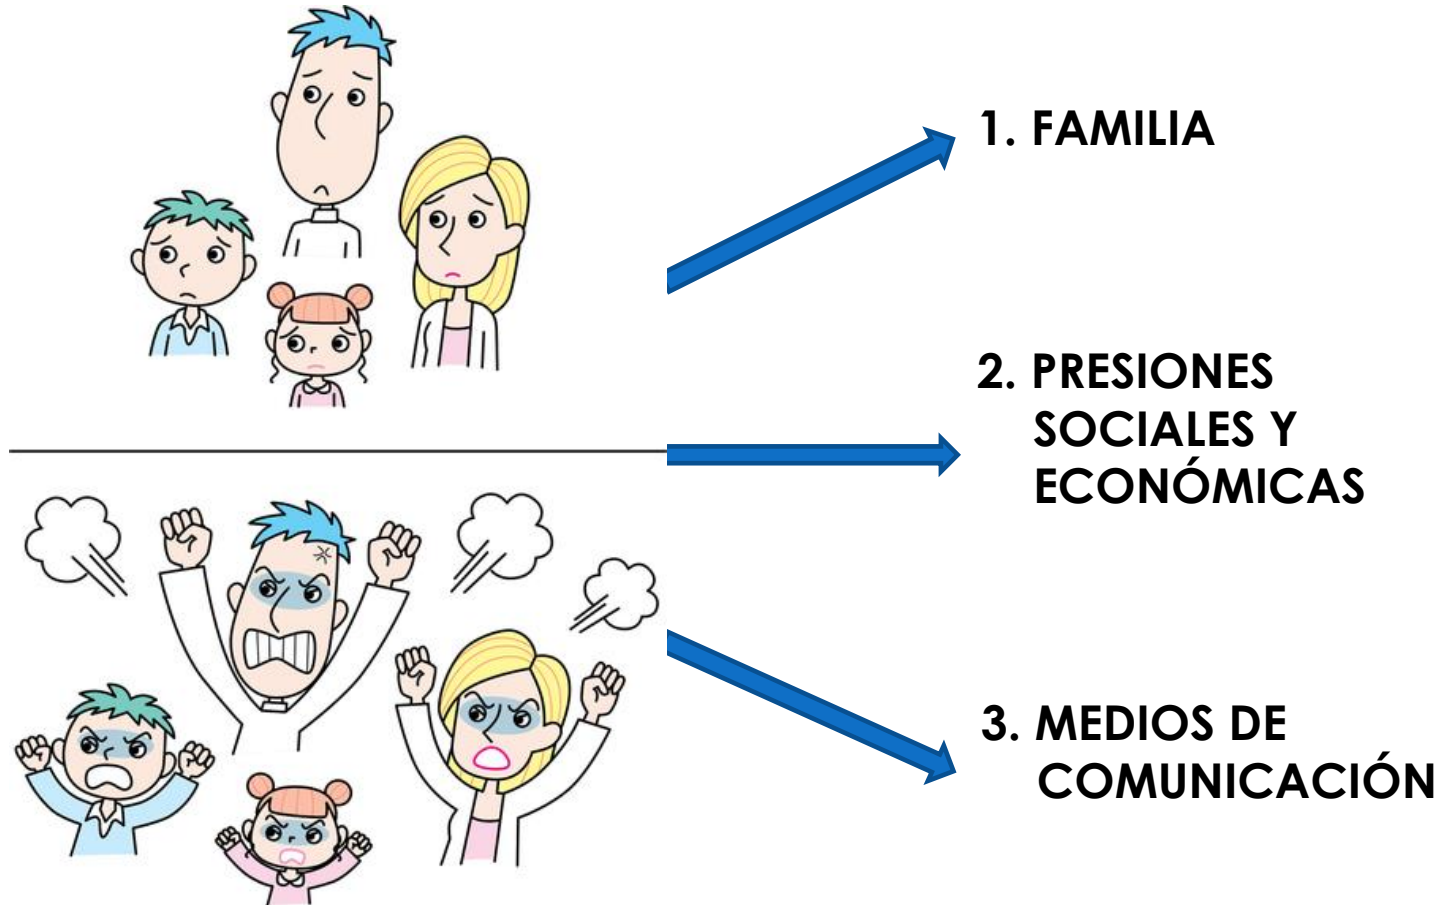 1. FAMILIA
2. PRESIONES
SOCIALES Y
ECONÓMICAS
3. MEDIOS DE
COMUNICACIÓN